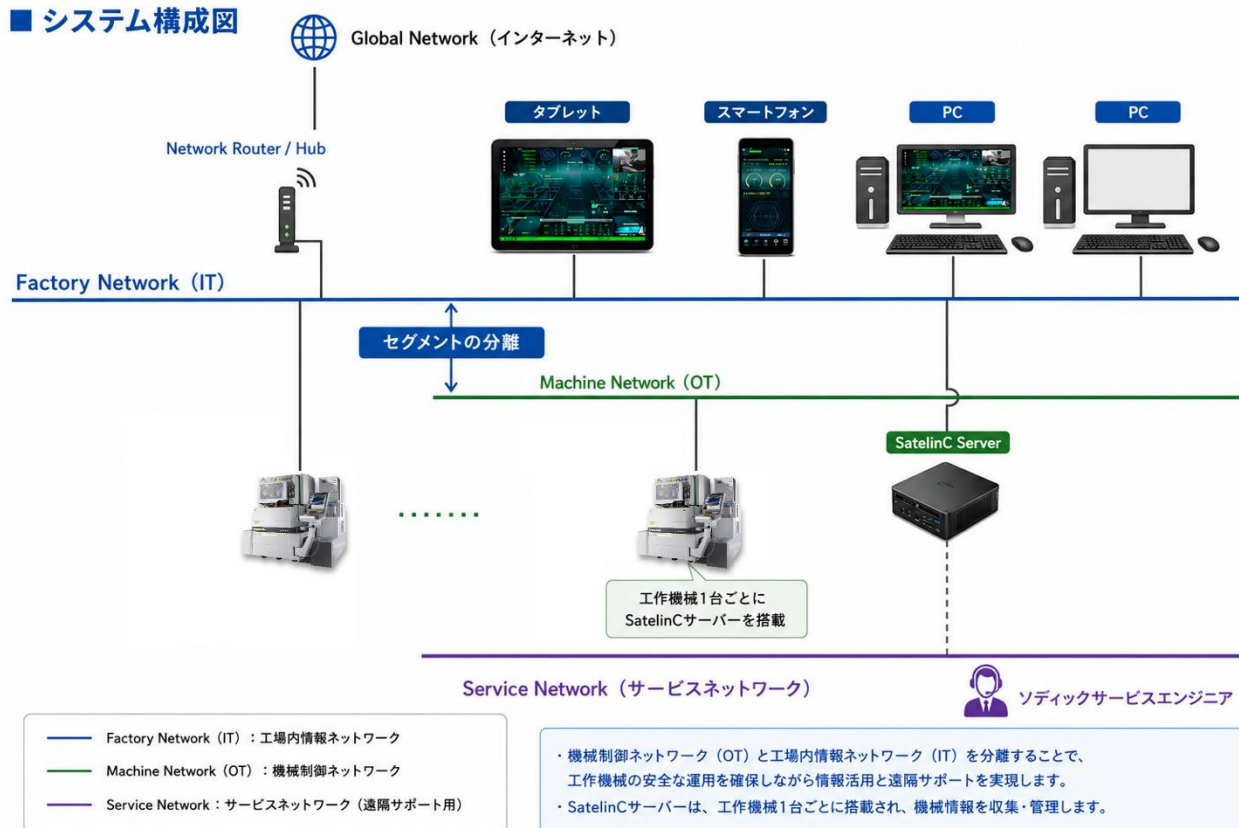 ■ システム構成図
Global Network（インターネット）
Network Router / Hub
タブレット
スマートフォン
PC
PC
Factory Network（IT）
セグメントの分離
Machine Network（OT）
SatelinC Server
工作機械1台ごとに
SatelinCサーバーを搭載
Service Network（サービスネットワーク）
ソディックサービスエンジニア
Factory Network（IT）：工場内情報ネットワーク
Machine Network（OT）：機械制御ネットワーク
Service Network：サービスネットワーク（遠隔サポート用）
・機械制御ネットワーク（OT）と工場内情報ネットワーク（IT）を分離することで、
工作機械の安全な運用を確保しながら情報活用と遠隔サポートを実現します。
・SatelinCサーバーは、工作機械1台ごとに搭載され、機械情報を収集・管理します。